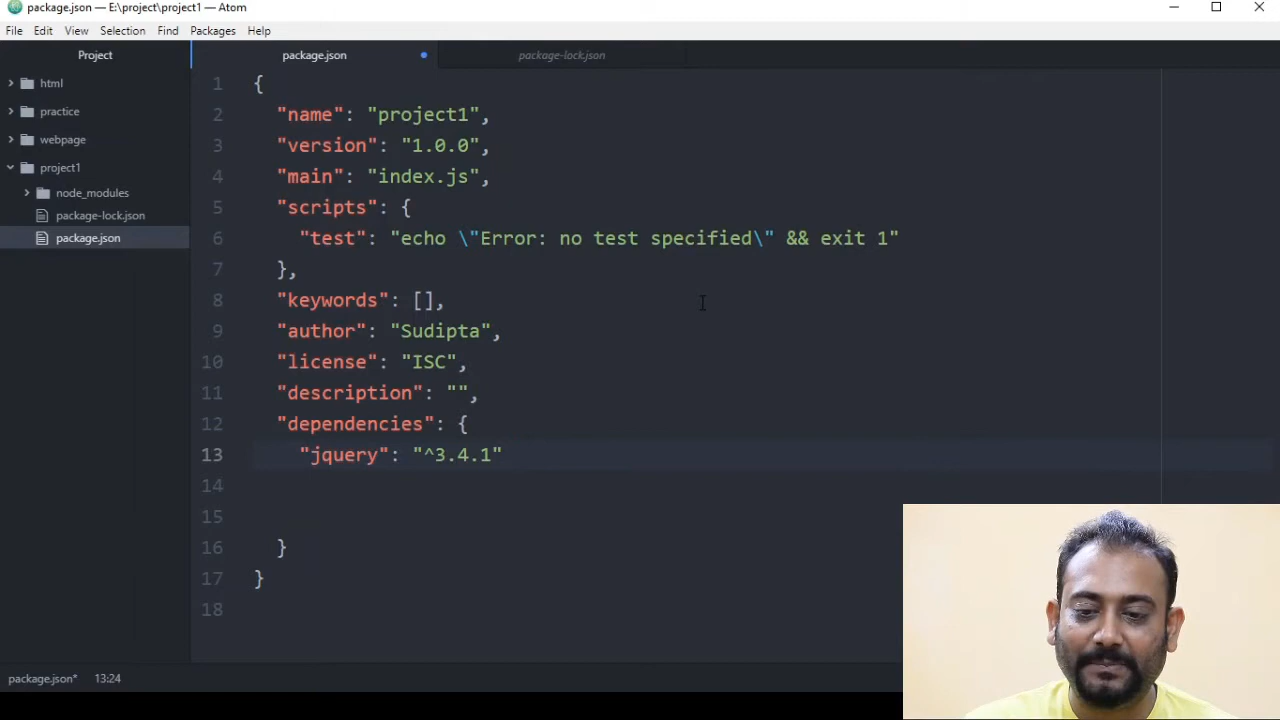 package.json — E:\project\project1 — Atom
File Edit View Selection Find Packages Help
Project
package.json
package-lock.json
html
practice
webpage
project1
node_modules
package-lock.json
package.json
1 {
2 "name": "project1",
3 "version": "1.0.0",
4 "main": "index.js",
5 "scripts": {
6 "test": "echo \"Error: no test specified\" && exit 1"
7 },
8 "keywords": [],
9 "author": "Sudipta",
10 "license": "ISC",
11 "description": "",
12 "dependencies": {
13 "jquery": "^3.4.1"
14
15
16 }
17 }
18
package.json* 13:24